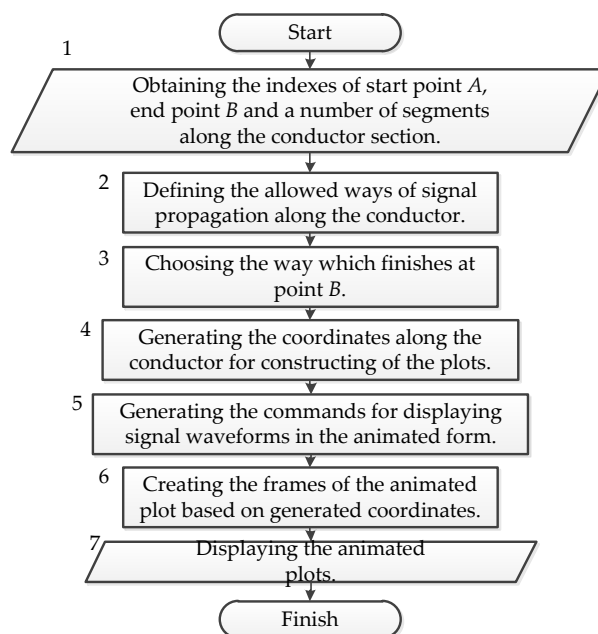 Start
1
Obtaining the indexes of start point A,
end point B and a number of segments
along the conductor section.
2
Defining the allowed ways of signal
propagation along the conductor.
3
Choosing the way which finishes at
point B.
4
Generating the coordinates along the
conductor for constructing of the plots.
5
Generating the commands for displaying
signal waveforms in the animated form.
6
Creating the frames of the animated
plot based on generated coordinates.
7
Displaying the animated
plots.
Finish